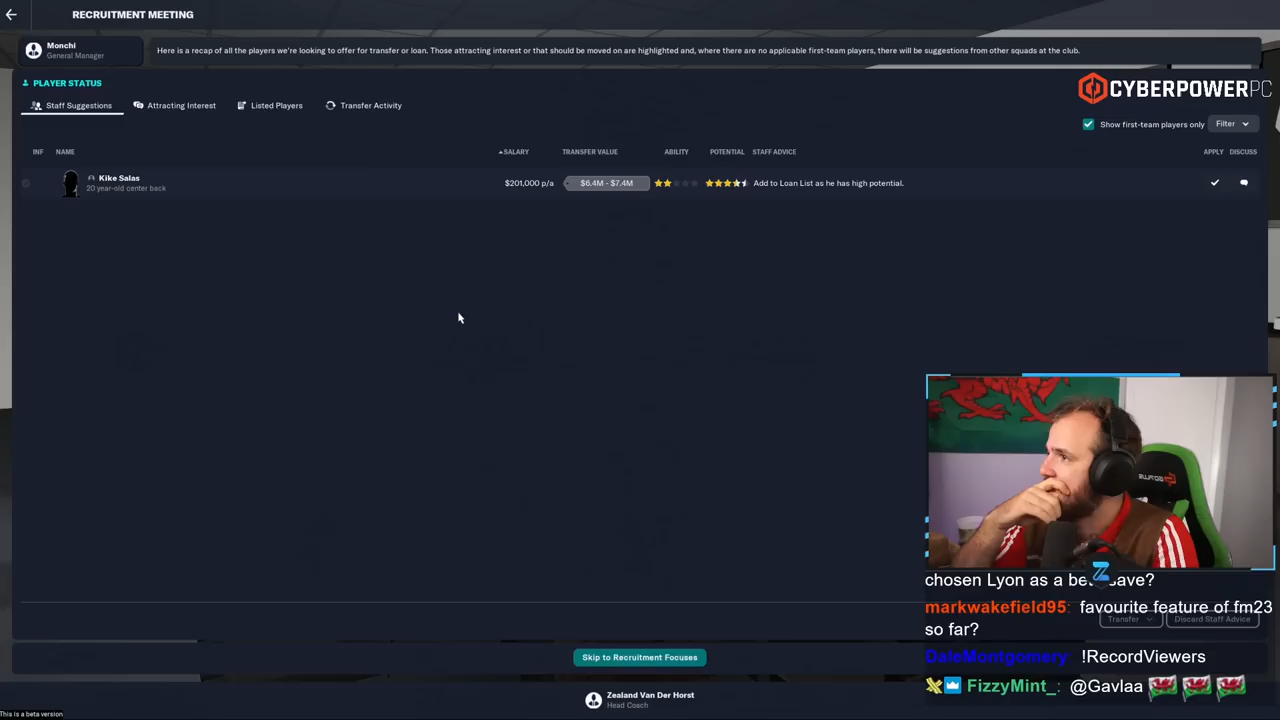 RECRUITMENT MEETING
Monchi
General Manager
Here is a recap of all the players we're looking to offer for transfer or loan. Those attracting interest or that should be moved on are highlighted and, where there are no applicable first-team players, there will be suggestions from other squads at the club.
PLAYER STATUS
CYBERPOWERPC
Staff Suggestions Attracting Interest Listed Players Transfer Activity
Show first-team players only Filter
INF NAME SALARY TRANSFER VALUE ABILITY POTENTIAL STAFF ADVICE APPLY DISCUSS
Kike Salas
20 year-old center back
$201,000 p/a $6.4M - $7.4M Add to Loan List as he has high potential.
chosen Lyon as a beta save?
markwakefield95: favourite feature of fm23
so far?
Transfer Discard Staff Advice
DaleMontgomery: !RecordViewers
FizzyMint_: @Gavlaa
Skip to Recruitment Focuses
Zealand Van Der Horst
Head Coach
This is a beta version